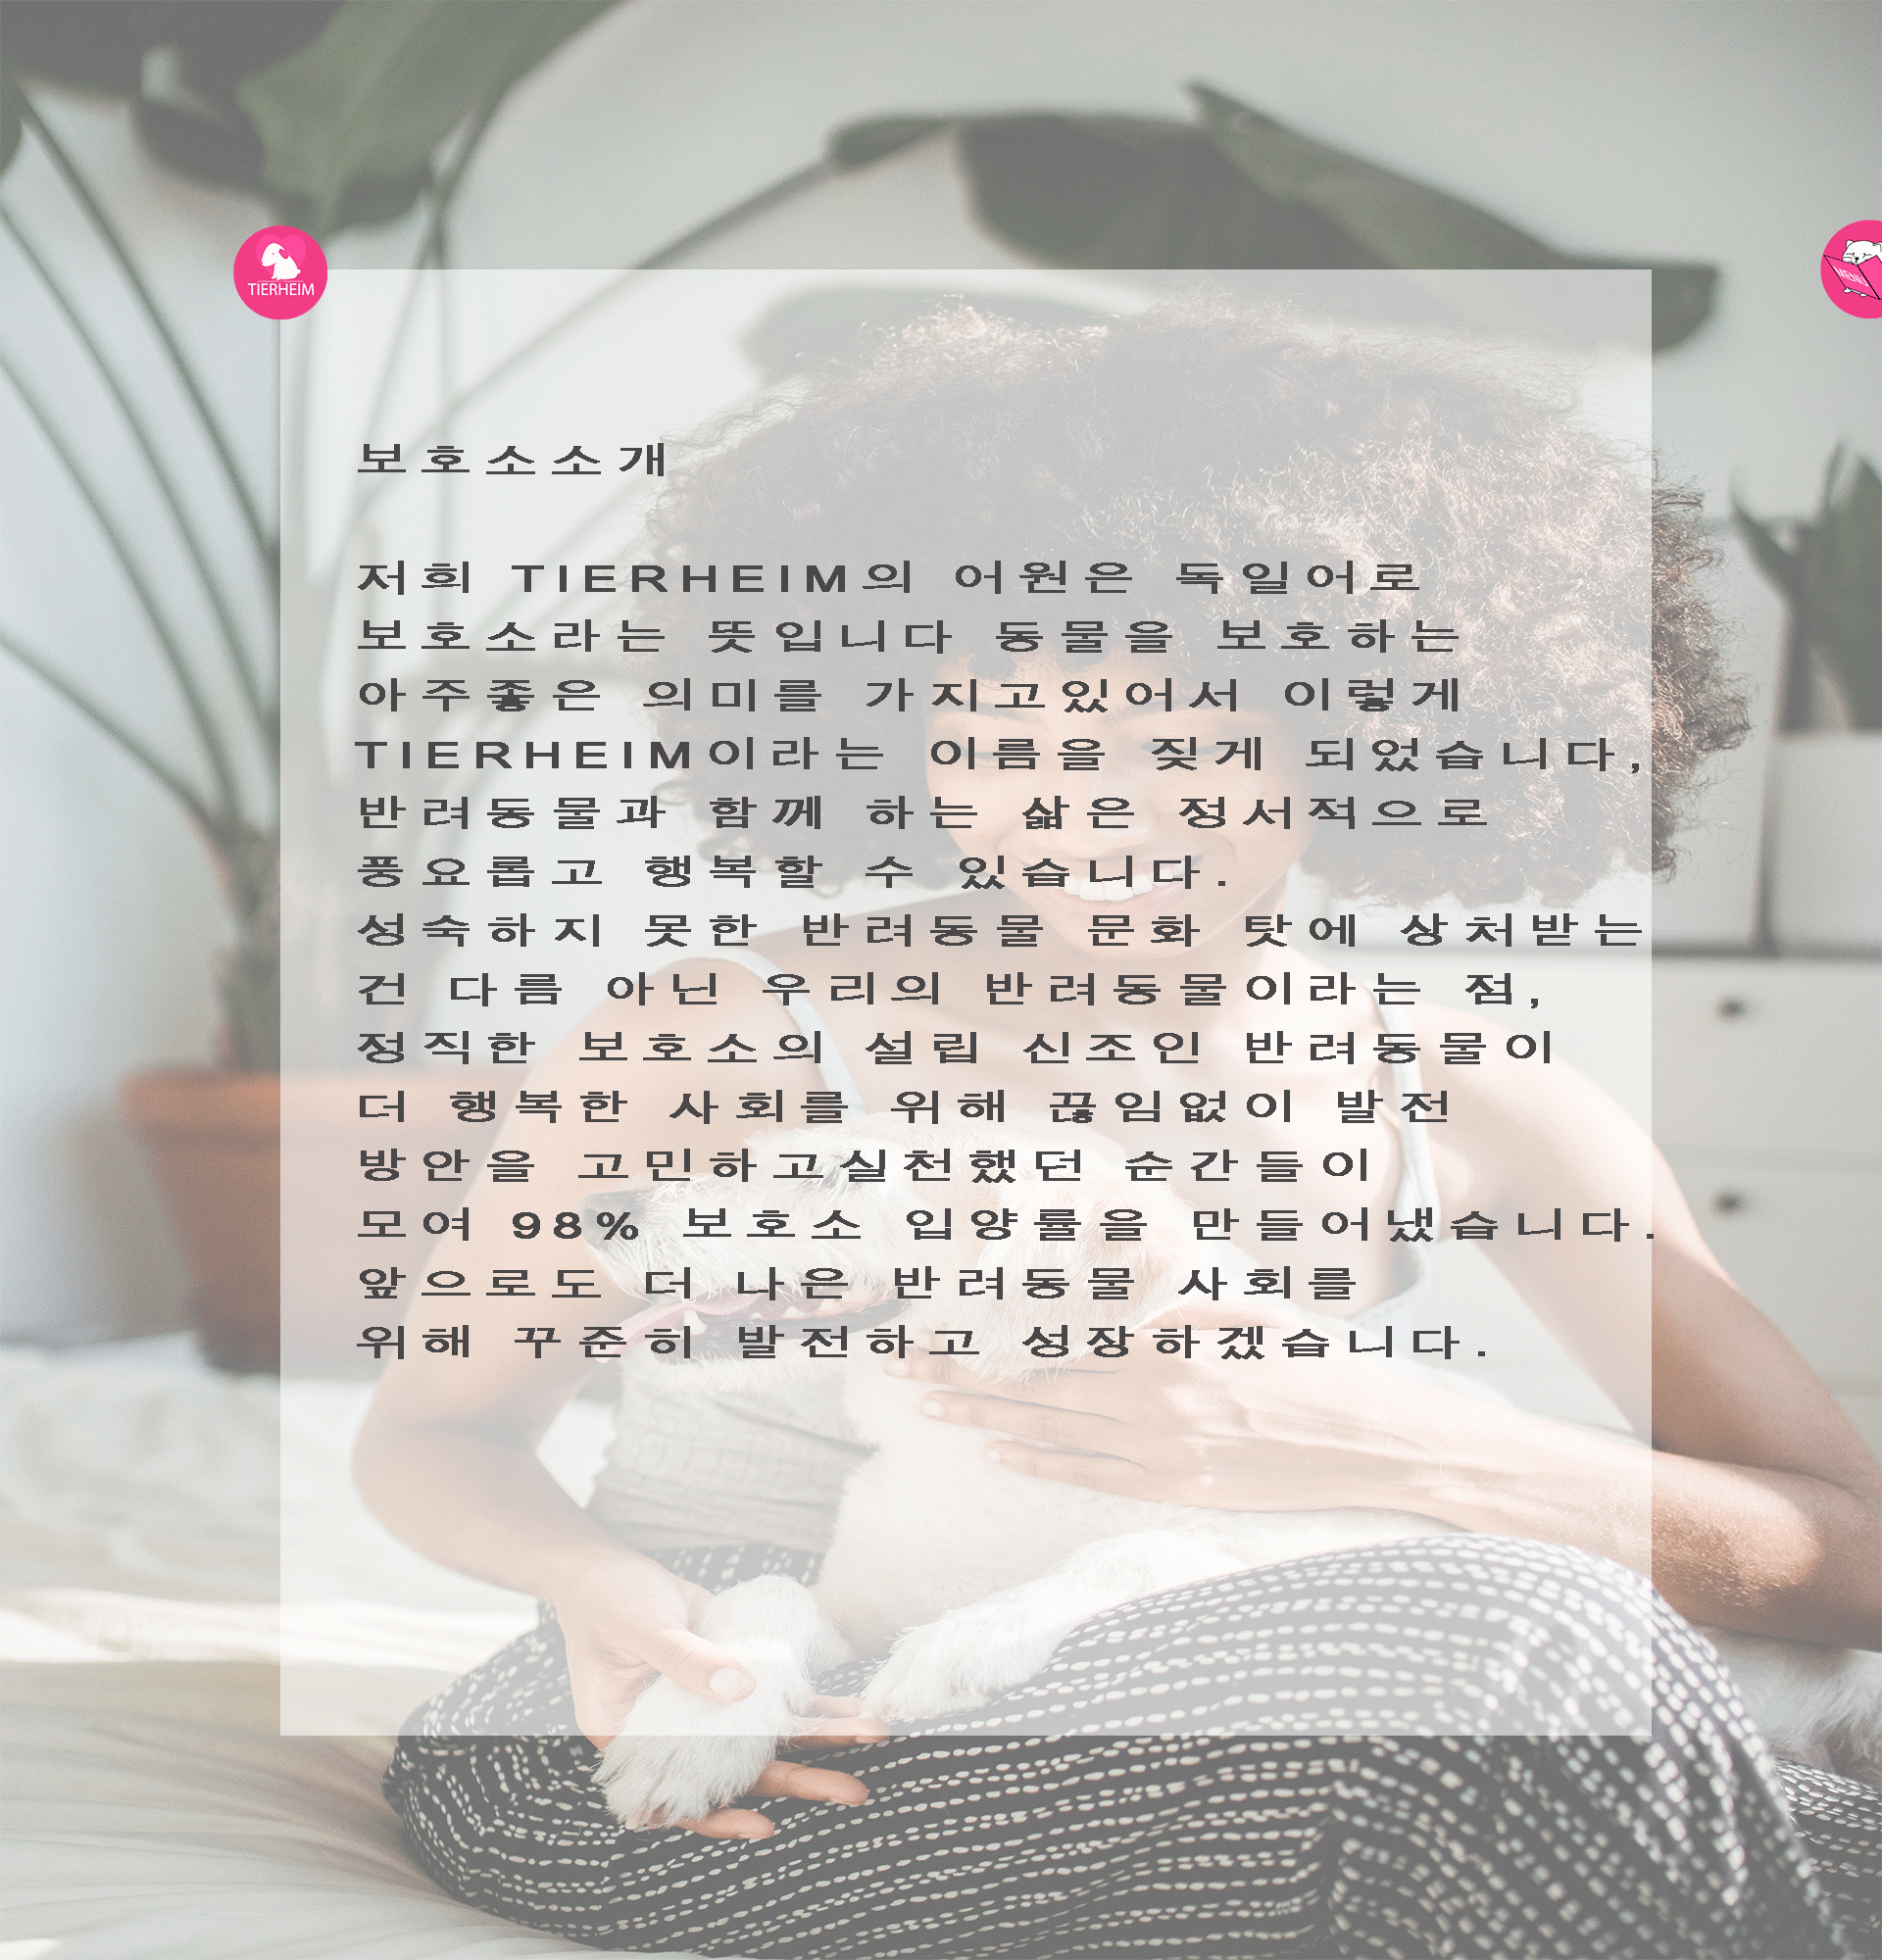 TIERHEIM
MENU
보호소소개
저희 TIERHEIM의 어원은 독일어로
보호소라는 뜻입니다 동물을 보호하는
아주좋은 의미를 가지고있어서 이렇게
TIERHEIM이라는 이름을 짖게 되었습니다,
반려동물과 함께 하는 삶은 정서적으로
풍요롭고 행복할 수 있습니다.
성숙하지 못한 반려동물 문화 탓에 상처받는
건 다름 아닌 우리의 반려동물이라는 점,
정직한 보호소의 설립 신조인 반려동물이
더 행복한 사회를 위해 끊임없이 발전
방안을 고민하고실천했던 순간들이
모여 98% 보호소 입양률을 만들어냈습니다.
앞으로도 더 나은 반려동물 사회를
위해 꾸준히 발전하고 성장하겠습니다.